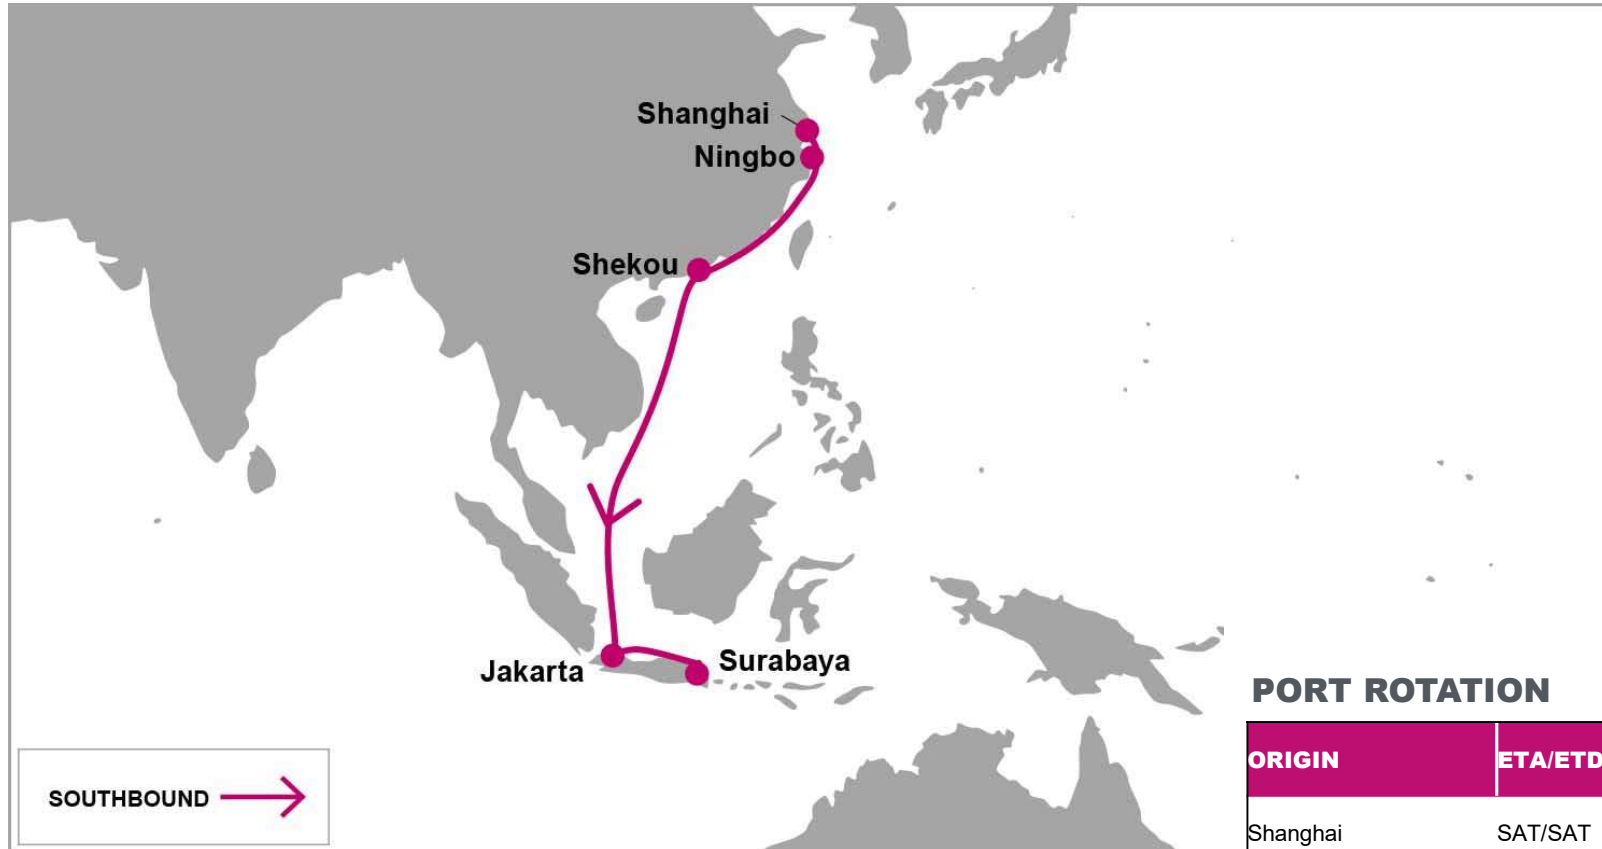 Shanghai
Ningbo
Shekou
Jakarta
Surabaya
SOUTHBOUND
PORT ROTATION
ORIGIN ETA/ETD
Shanghai SAT/SAT